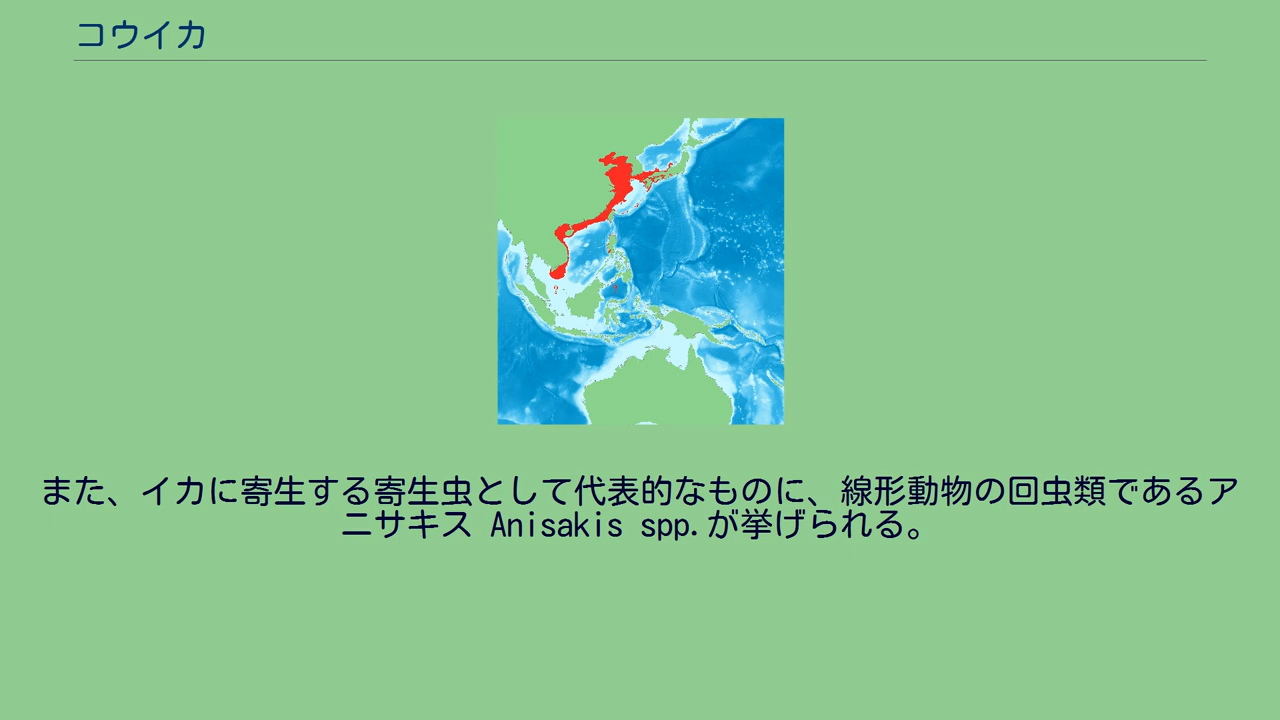 コウイカ
また、イカに寄生する寄生虫として代表的なものに、線形動物の回虫類であるア
ニサキス Anisakis spp.が挙げられる。